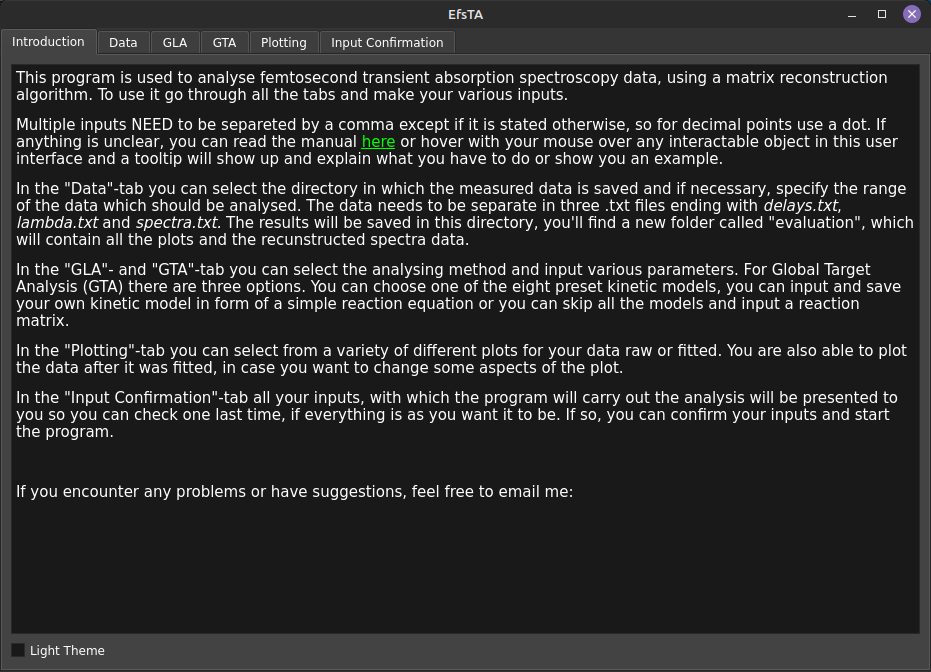 EfsTA
Introduction
Data
GLA
GTA
Plotting
Input Confirmation
This program is used to analyse femtosecond transient absorption spectroscopy data, using a matrix reconstruction
algorithm. To use it go through all the tabs and make your various inputs.
Multiple inputs NEED to be separeted by a comma except if it is stated otherwise, so for decimal points use a dot. If
anything is unclear, you can read the manual here or hover with your mouse over any interactable object in this user
interface and a tooltip will show up and explain what you have to do or show you an example.
In the "Data"-tab you can select the directory in which the measured data is saved and if necessary, specify the range
of the data which should be analysed. The data needs to be separate in three .txt files ending with delays.txt,
lambda.txt and spectra.txt. The results will be saved in this directory, you'll find a new folder called "evaluation", which
will contain all the plots and the recunstructed spectra data.
In the "GLA"- and "GTA"-tab you can select the analysing method and input various parameters. For Global Target
Analysis (GTA) there are three options. You can choose one of the eight preset kinetic models, you can input and save
your own kinetic model in form of a simple reaction equation or you can skip all the models and input a reaction
matrix.
In the "Plotting"-tab you can select from a variety of different plots for your data raw or fitted. You are also able to plot
the data after it was fitted, in case you want to change some aspects of the plot.
In the "Input Confirmation"-tab all your inputs, with which the program will carry out the analysis will be presented to
you so you can check one last time, if everything is as you want it to be. If so, you can confirm your inputs and start
the program.
If you encounter any problems or have suggestions, feel free to email me:
Light Theme